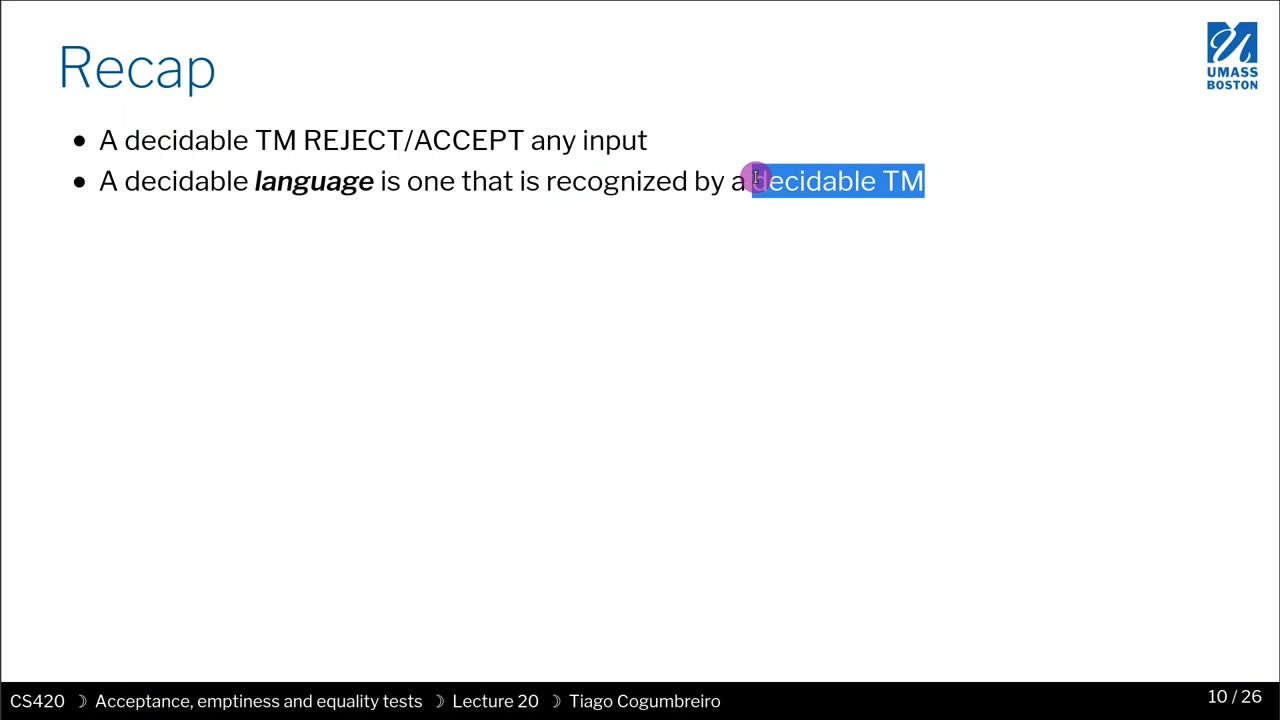 Recap
UMASS
BOSTON
• A decidable TM REJECT/ACCEPT any input
• A decidable language is one that is recognized by a decidable TM
CS420 ☽ Acceptance, emptiness and equality tests ☽ Lecture 20 ☽ Tiago Cogumbreiro
10 / 26